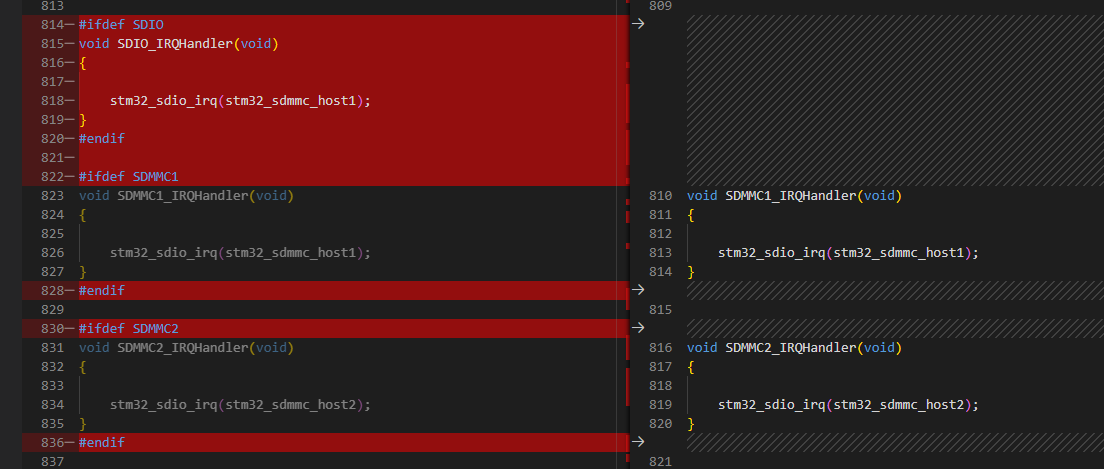 813
814— #ifdef SDIO
815— void SDIO_IRQHandler(void)
816— {
817—
818— stm32_sdio_irq(stm32_sdmmc_host1);
819— }
820— #endif
821—
822— #ifdef SDMMC1
823 void SDMMC1_IRQHandler(void)
824 {
825
826 stm32_sdio_irq(stm32_sdmmc_host1);
827 }
828— #endif
829
830— #ifdef SDMMC2
831 void SDMMC2_IRQHandler(void)
832 {
833
834 stm32_sdio_irq(stm32_sdmmc_host2);
835 }
836— #endif
837
809
→
810 void SDMMC1_IRQHandler(void)
811 {
812
813 stm32_sdio_irq(stm32_sdmmc_host1);
814 }
→
815
→
816 void SDMMC2_IRQHandler(void)
817 {
818
819 stm32_sdio_irq(stm32_sdmmc_host2);
820 }
→
821